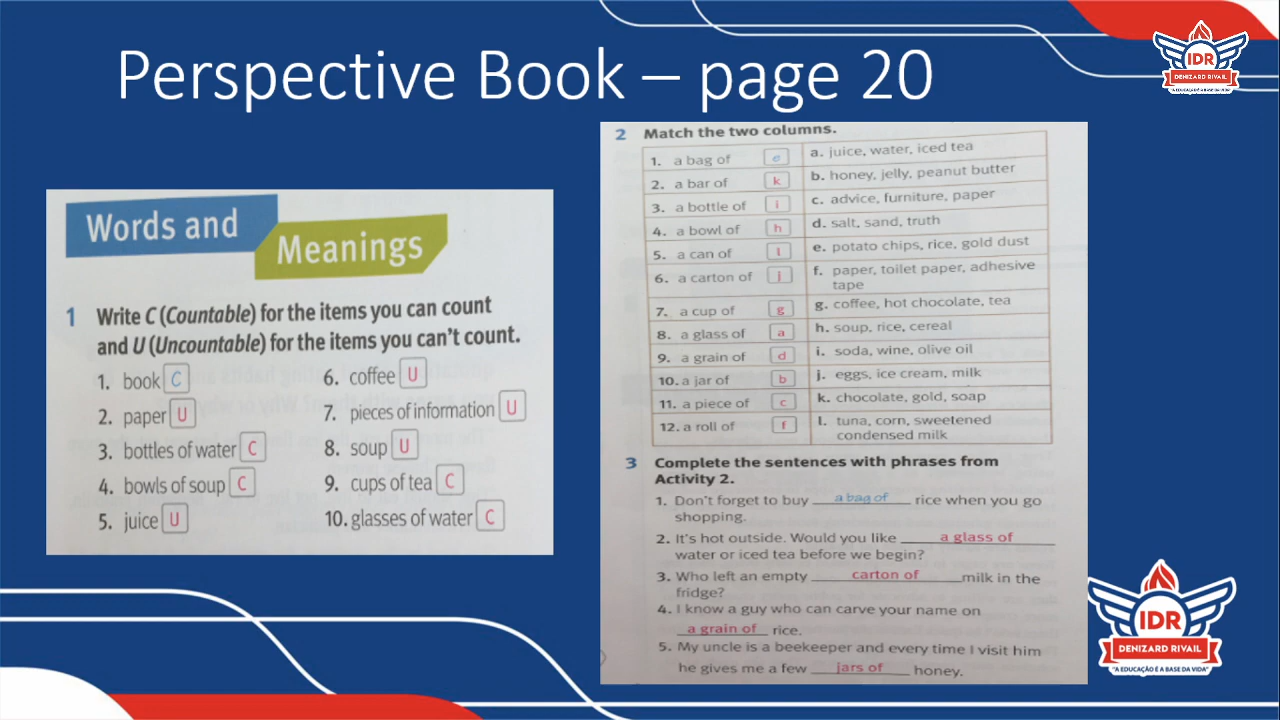 Perspective Book – page 20
IDR
DENIZARD RIVAIL
"A EDUCAÇÃO É A BASE DA VIDA"
Words and
Meanings
1 Write C (Countable) for the items you can count
and U (Uncountable) for the items you can't count.
1. book C
2. paper U
3. bottles of water C
4. bowls of soup C
5. juice U
6. coffee U
7. pieces of information U
8. soup U
9. cups of tea C
10. glasses of water C
2 Match the two columns.
1. a bag of e
2. a bar of k
3. a bottle of i
4. a bowl of h
5. a can of l
6. a carton of j
7. a cup of g
8. a glass of a
9. a grain of d
10. a jar of b
11. a piece of c
12. a roll of f
a. juice, water, iced tea
b. honey, jelly, peanut butter
c. advice, furniture, paper
d. salt, sand, truth
e. potato chips, rice, gold dust
f. paper, toilet paper, adhesive
tape
g. coffee, hot chocolate, tea
h. soup, rice, cereal
i. soda, wine, olive oil
j. eggs, ice cream, milk
k. chocolate, gold, soap
l. tuna, corn, sweetened
condensed milk
3 Complete the sentences with phrases from
Activity 2.
1. Don't forget to buy a bag of rice when you go
shopping.
2. It's hot outside. Would you like a glass of
water or iced tea before we begin?
3. Who left an empty carton of milk in the
fridge?
4. I know a guy who can carve your name on
a grain of rice.
5. My uncle is a beekeeper and every time I visit him
he gives me a few jars of honey.
IDR
DENIZARD RIVAIL
"A EDUCAÇÃO É A BASE DA VIDA"